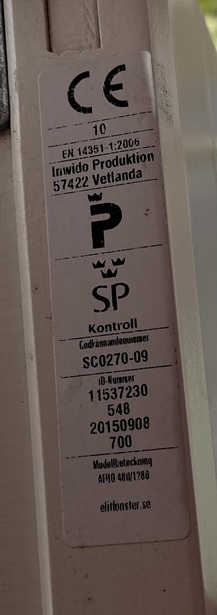 CE
10
EN 14351-1:2006
Inwido Produktion
57422 Vetlanda
P
SP
Kontroll
Godkännandenummer
SC0270-09
ID-Nummer
11537230
548
20150908
700
Modellbeteckning
AFHO 480/1280
elitfonster.se